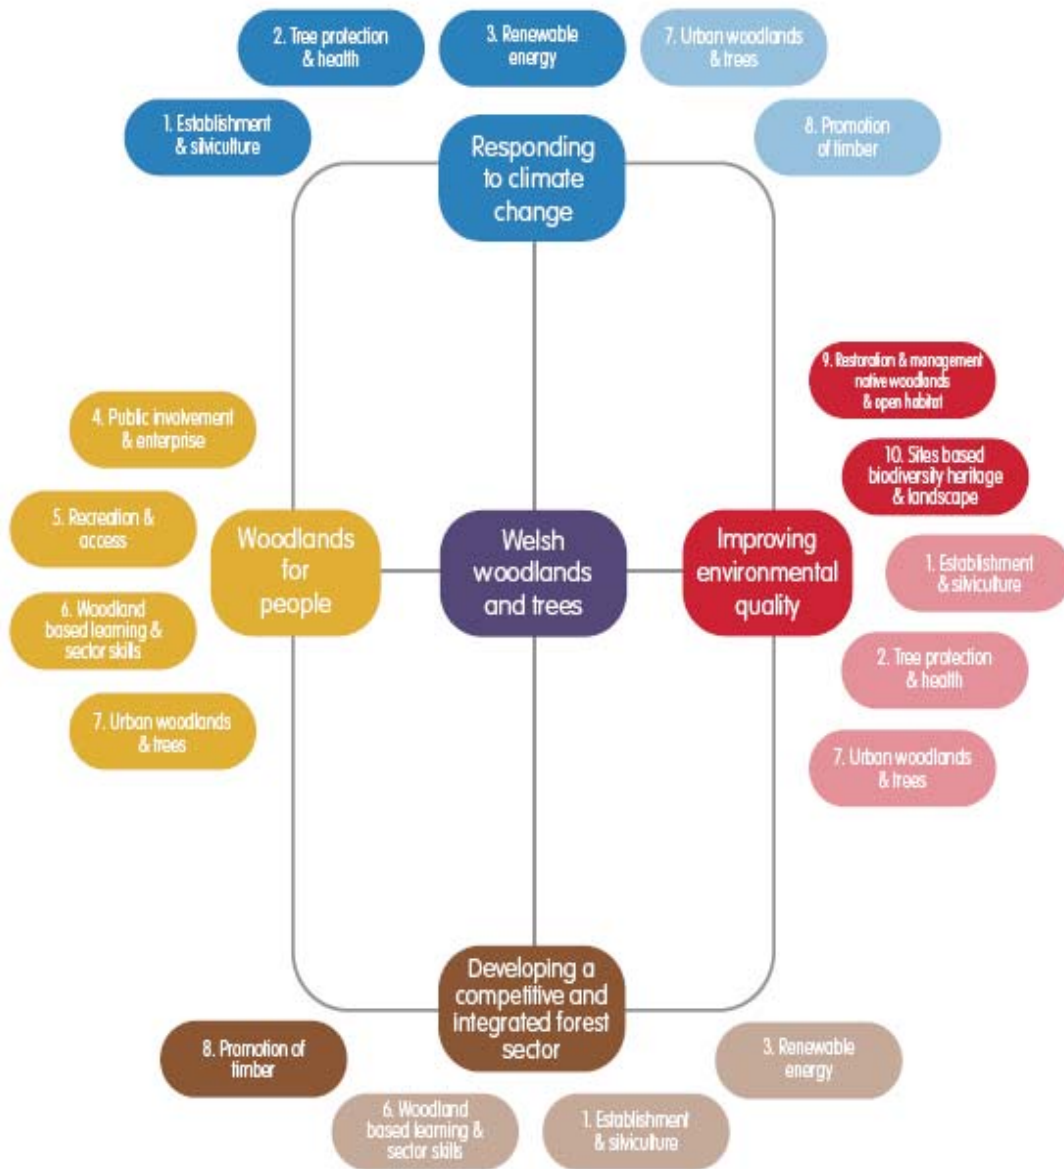 2. Tree protection
& health
3. Renewable
energy
7. Urban woodlands
& trees
1. Establishment
& silviculture
8. Promotion
of timber
Responding
to climate
change
9. Restoration & management
native woodlands
& open habitat
4. Public involvement
& enterprise
10. Sites based
biodiversity heritage
& landscape
5. Recreation &
access
Woodlands
for
people
Welsh
woodlands
and trees
Improving
environmental
quality
1. Establishment
& silviculture
6. Woodland
based learning &
sector skills
2. Tree protection
& health
7. Urban woodlands
& trees
7. Urban woodlands
& trees
Developing a
competitive and
integrated forest
sector
8. Promotion of
timber
3. Renewable
energy
6. Woodland
based learning &
sector skills
1. Establishment
& silviculture